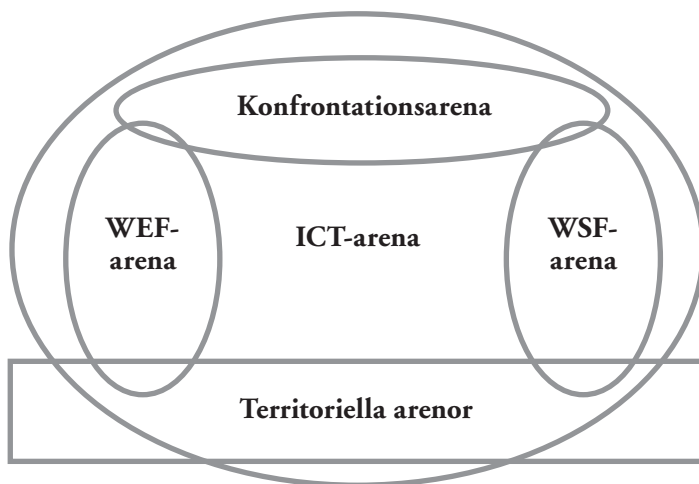 Konfrontationsarena
WEF-
arena
ICT-arena
WSF-
arena
Territoriella arenor